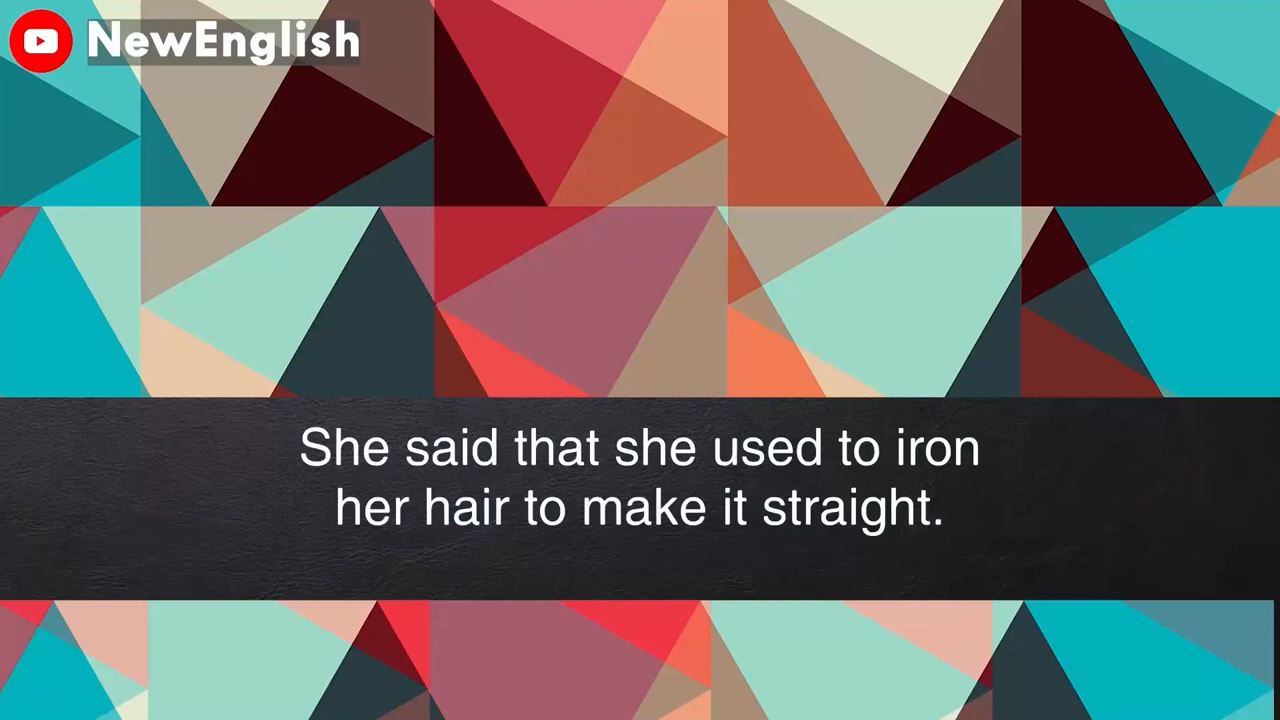 NewEnglish
She said that she used to iron
her hair to make it straight.